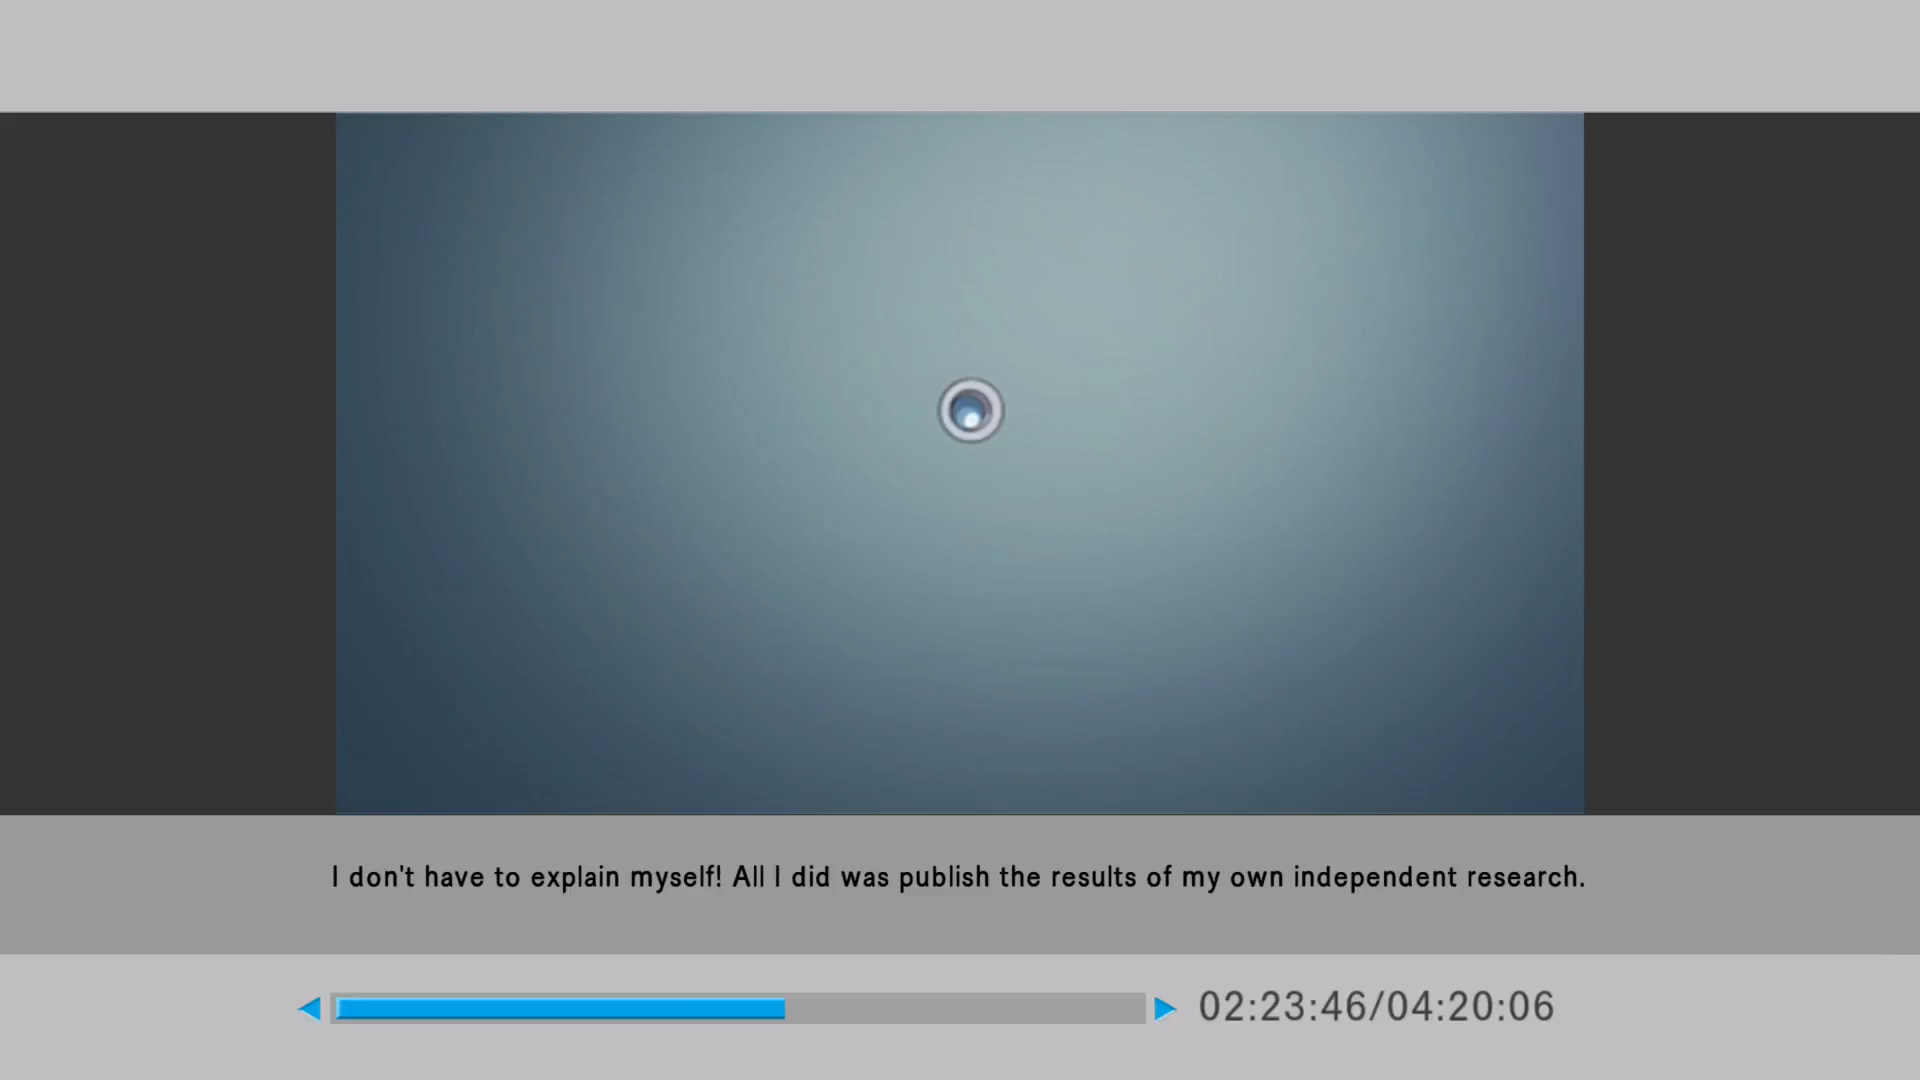 I don't have to explain myself! All I did was publish the results of my own independent research.
02:23:46/04:20:06